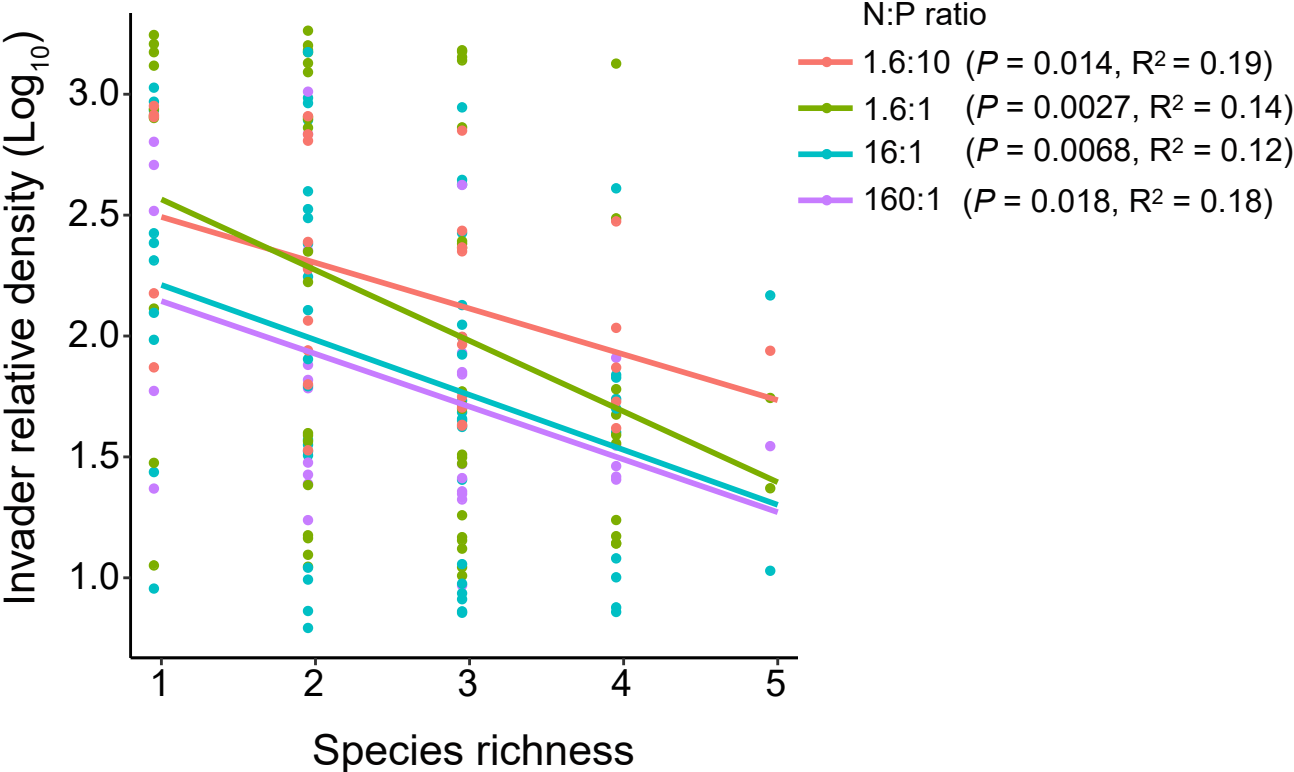 N:P ratio
1.6:10 (P = 0.014, R² = 0.19)
1.6:1 (P = 0.0027, R² = 0.14)
16:1 (P = 0.0068, R² = 0.12)
160:1 (P = 0.018, R² = 0.18)
Invader relative density (Log₁₀)
3.0
2.5
2.0
1.5
1.0
1 2 3 4 5
Species richness